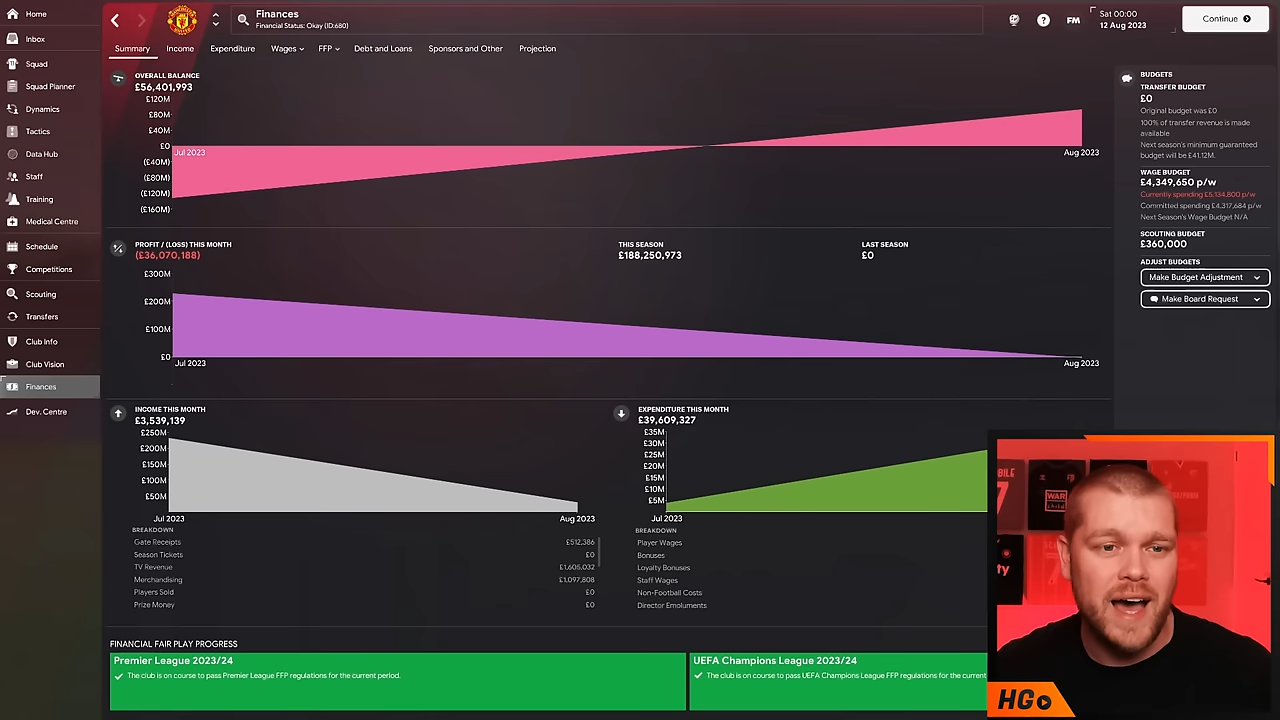 Home
Inbox
Squad
Squad Planner
Dynamics
Tactics
Data Hub
Staff
Training
Medical Centre
Schedule
Competitions
Scouting
Transfers
Club Info
Club Vision
Finances
Dev. Centre
Finances
Financial Status: Okay (ID:680)
FM
Sat 00:00
12 Aug 2023
Continue
Summary Income Expenditure Wages FFP Debt and Loans Sponsors and Other Projection
OVERALL BALANCE
£56,401,993
£120M
£80M
£40M
£0
(£40M)
(£80M)
(£120M)
(£160M)
Jul 2023 Aug 2023
PROFIT / (LOSS) THIS MONTH
(£36,070,188)
THIS SEASON
£188,250,973
LAST SEASON
£0
£300M
£200M
£100M
£0
Jul 2023 Aug 2023
INCOME THIS MONTH
£3,539,139
£250M
£200M
£150M
£100M
£50M
Jul 2023 Aug 2023
BREAKDOWN
Gate Receipts £512,386
Season Tickets £0
TV Revenue £1,605,032
Merchandising £1,097,808
Players Sold £0
Prize Money £0
EXPENDITURE THIS MONTH
£39,609,327
£35M
£30M
£25M
£20M
£15M
£10M
£5M
Jul 2023
BREAKDOWN
Player Wages
Bonuses
Loyalty Bonuses
Staff Wages
Non-Football Costs
Director Emoluments
FINANCIAL FAIR PLAY PROGRESS
Premier League 2023/24
The club is on course to pass Premier League FFP regulations for the current period.
UEFA Champions League 2023/24
The club is on course to pass UEFA Champions League FFP regulations for the current
BUDGETS
TRANSFER BUDGET
£0
Original budget was £0
100% of transfer revenue is made
available
Next season's minimum guaranteed
budget will be £41.12M.
WAGE BUDGET
£4,349,650 p/w
Currently spending £5,134,800 p/w
Committed spending £4,317,684 p/w
Next Season's Wage Budget N/A
SCOUTING BUDGET
£360,000
ADJUST BUDGETS
Make Budget Adjustment
Make Board Request
WAR
HG